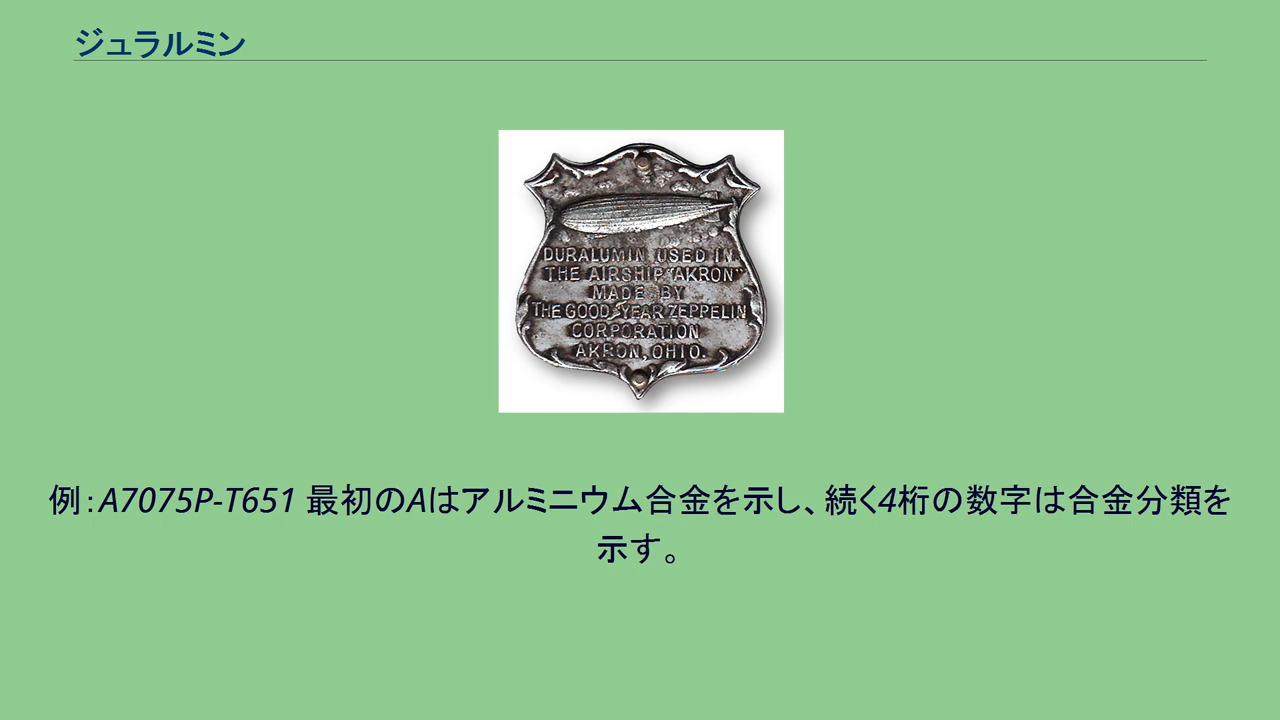 ジュラルミン
DURALUMIN USED IN
THE AIRSHIP "AKRON"
MADE BY
THE GOOD-YEAR ZEPPELIN
CORPORATION
AKRON, OHIO.
例：A7075P-T651 最初のAはアルミニウム合金を示し、続く4桁の数字は合金分類を
示す。